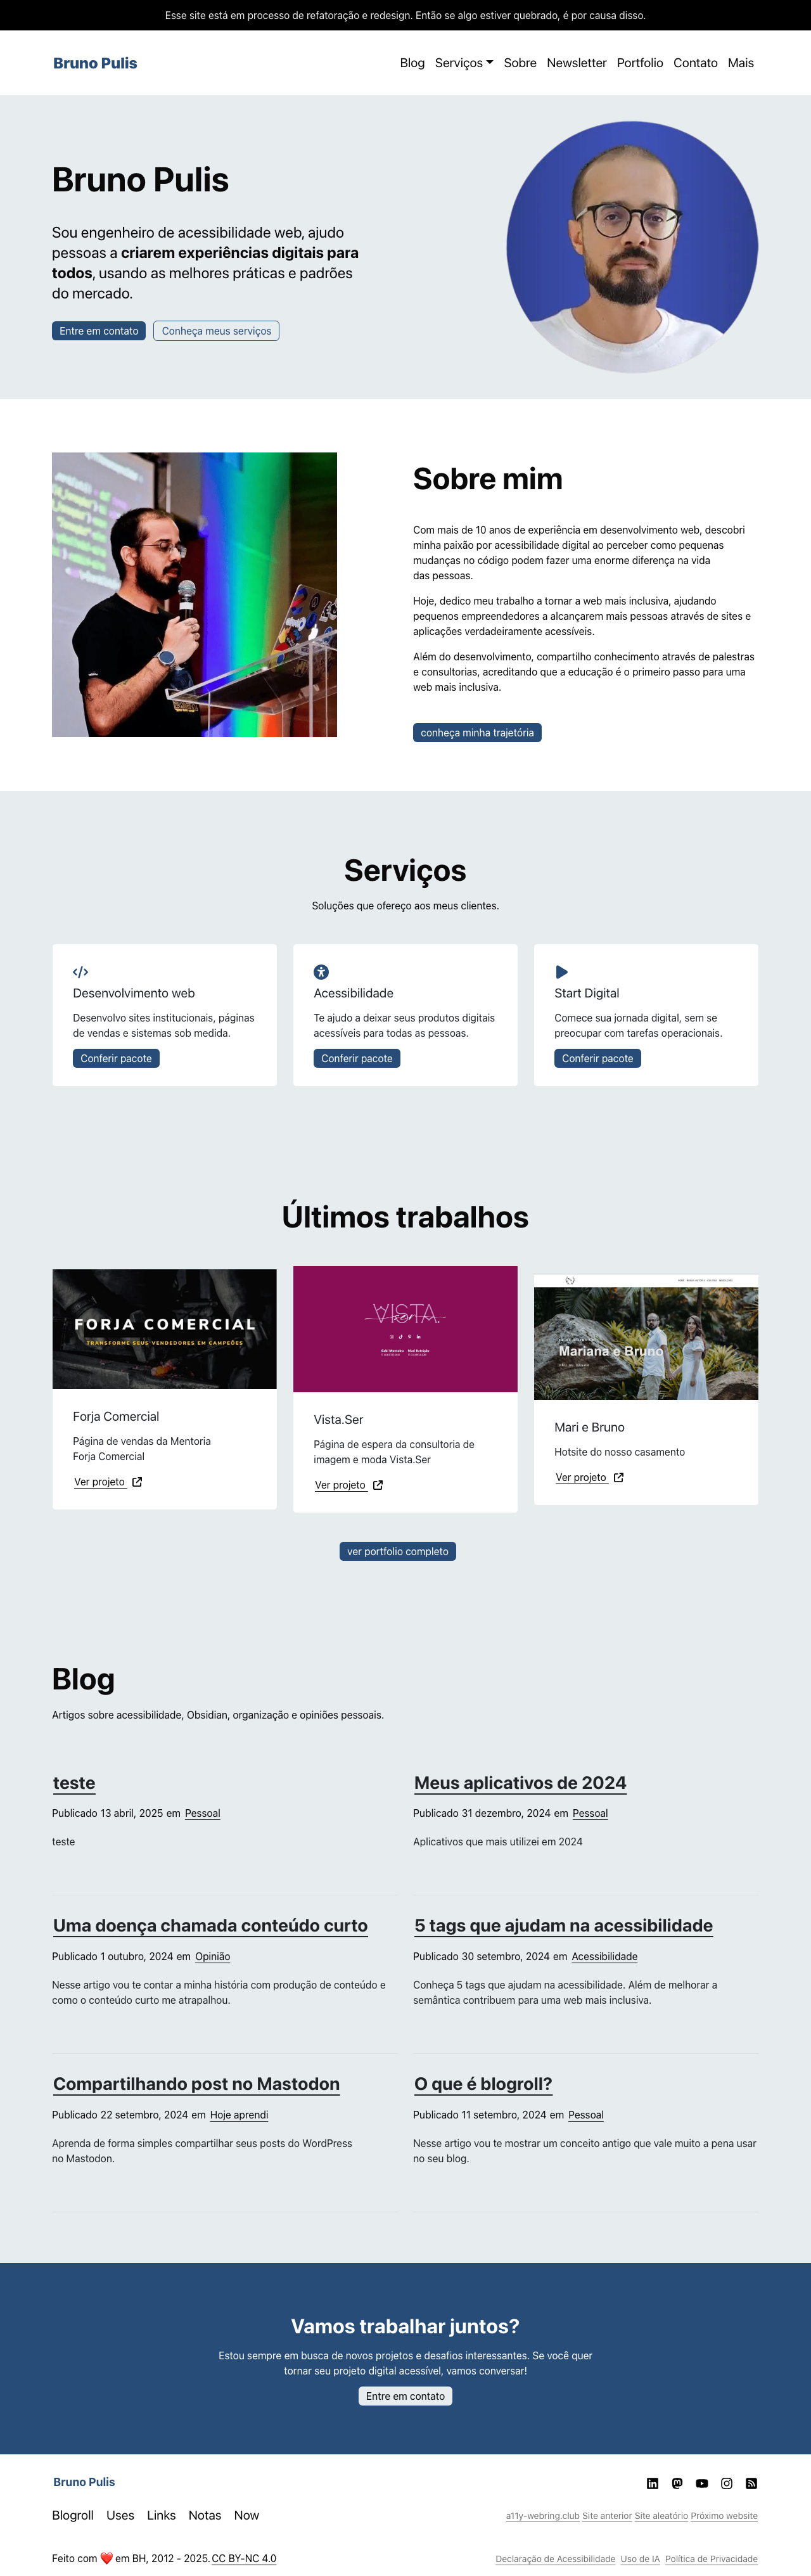 Esse site está em processo de refatoração e redesign. Então se algo estiver quebrado, é por causa disso.
Bruno Pulis
Blog Serviços Sobre Newsletter Portfolio Contato Mais
Bruno Pulis
Sou engenheiro de acessibilidade web, ajudo
pessoas a criarem experiências digitais para
todos, usando as melhores práticas e padrões
do mercado.
Entre em contato Conheça meus serviços
Sobre mim
Com mais de 10 anos de experiência em desenvolvimento web, descobri
minha paixão por acessibilidade digital ao perceber como pequenas
mudanças no código podem fazer uma enorme diferença na vida
das pessoas.
Hoje, dedico meu trabalho a tornar a web mais inclusiva, ajudando
pequenos empreendedores a alcançarem mais pessoas através de sites e
aplicações verdadeiramente acessíveis.
Além do desenvolvimento, compartilho conhecimento através de palestras
e consultorias, acreditando que a educação é o primeiro passo para uma
web mais inclusiva.
conheça minha trajetória
Serviços
Soluções que ofereço aos meus clientes.
Desenvolvimento web
Desenvolvo sites institucionais, páginas
de vendas e sistemas sob medida.
Conferir pacote
Acessibilidade
Te ajudo a deixar seus produtos digitais
acessíveis para todas as pessoas.
Conferir pacote
Start Digital
Comece sua jornada digital, sem se
preocupar com tarefas operacionais.
Conferir pacote
Últimos trabalhos
FORJA COMERCIAL
TRANSFORME SEUS VENDEDORES EM CAMPEÕES
Forja Comercial
Página de vendas da Mentoria
Forja Comercial
Ver projeto
VISTA
ser.
Vista.Ser
Página de espera da consultoria de
imagem e moda Vista.Ser
Ver projeto
Mariana e Bruno
Mari e Bruno
Hotsite do nosso casamento
Ver projeto
ver portfolio completo
Blog
Artigos sobre acessibilidade, Obsidian, organização e opiniões pessoais.
teste
Publicado 13 abril, 2025 em Pessoal
teste
Meus aplicativos de 2024
Publicado 31 dezembro, 2024 em Pessoal
Aplicativos que mais utilizei em 2024
Uma doença chamada conteúdo curto
Publicado 1 outubro, 2024 em Opinião
Nesse artigo vou te contar a minha história com produção de conteúdo e
como o conteúdo curto me atrapalhou.
5 tags que ajudam na acessibilidade
Publicado 30 setembro, 2024 em Acessibilidade
Conheça 5 tags que ajudam na acessibilidade. Além de melhorar a
semântica contribuem para uma web mais inclusiva.
Compartilhando post no Mastodon
Publicado 22 setembro, 2024 em Hoje aprendi
Aprenda de forma simples compartilhar seus posts do WordPress
no Mastodon.
O que é blogroll?
Publicado 11 setembro, 2024 em Pessoal
Nesse artigo vou te mostrar um conceito antigo que vale muito a pena usar
no seu blog.
Vamos trabalhar juntos?
Estou sempre em busca de novos projetos e desafios interessantes. Se você quer
tornar seu projeto digital acessível, vamos conversar!
Entre em contato
Bruno Pulis
Blogroll Uses Links Notas Now
a11y-webring.club Site anterior Site aleatório Próximo website
Feito com ❤️ em BH, 2012 - 2025. CC BY-NC 4.0
Declaração de Acessibilidade Uso de IA Política de Privacidade